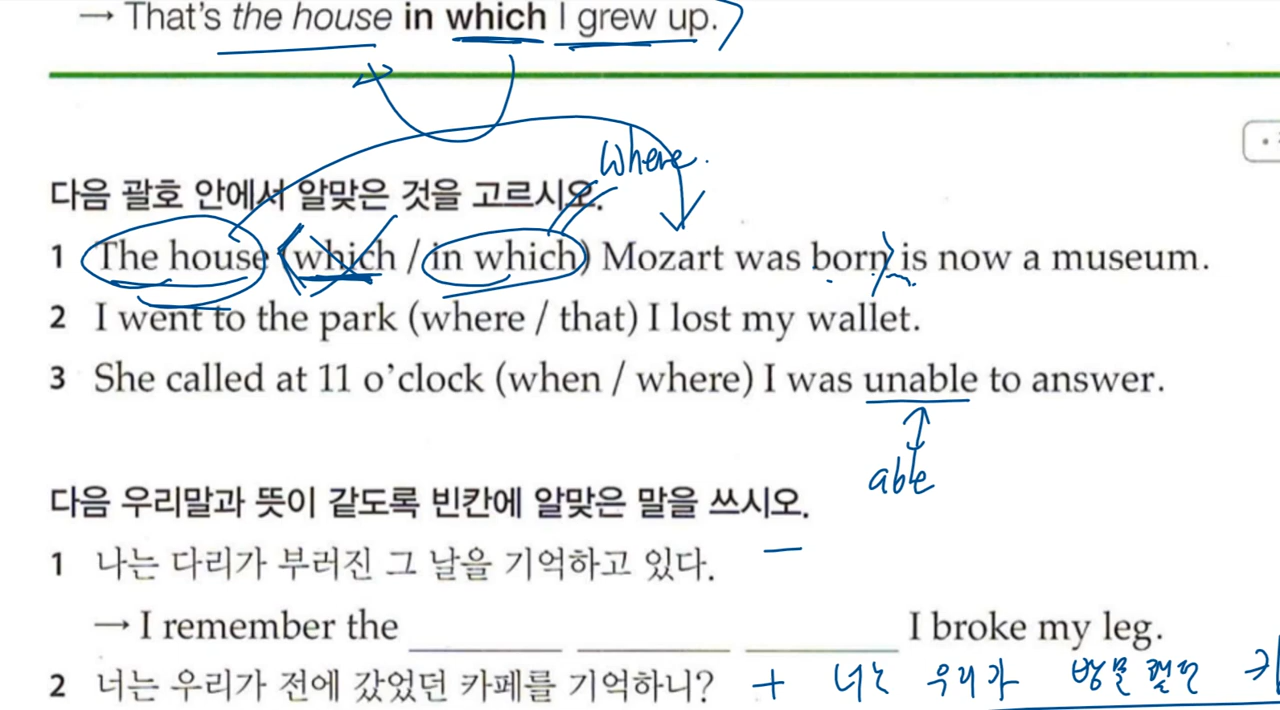 → That's the house in which I grew up.
where.
다음 괄호 안에서 알맞은 것을 고르시오.
1 The house (which / in which) Mozart was born is now a museum.
2 I went to the park (where / that) I lost my wallet.
3 She called at 11 o'clock (when / where) I was unable to answer.
able
다음 우리말과 뜻이 같도록 빈칸에 알맞은 말을 쓰시오.
1 나는 다리가 부러진 그 날을 기억하고 있다.
→ I remember the ______ ______ ______ I broke my leg.
2 너는 우리가 전에 갔었던 카페를 기억하니? + 너는 우리가